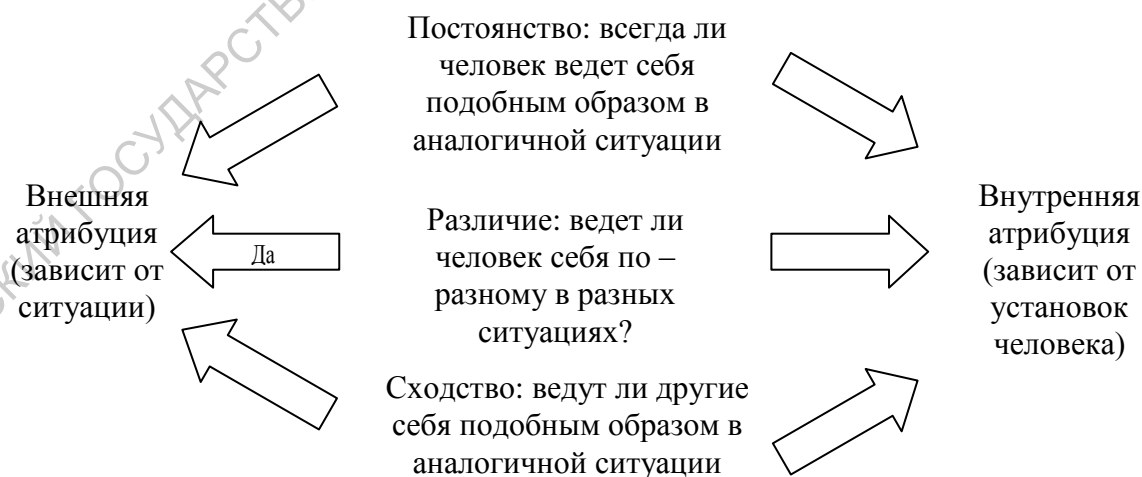 Постоянство: всегда ли
человек ведет себя
подобным образом в
аналогичной ситуации
Внешняя
атрибуция
(зависит от
ситуации)
Да
Различие: ведет ли
человек себя по –
разному в разных
ситуациях?
Внутренняя
атрибуция
(зависит от
установок
человека)
Сходство: ведут ли другие
себя подобным образом в
аналогичной ситуации